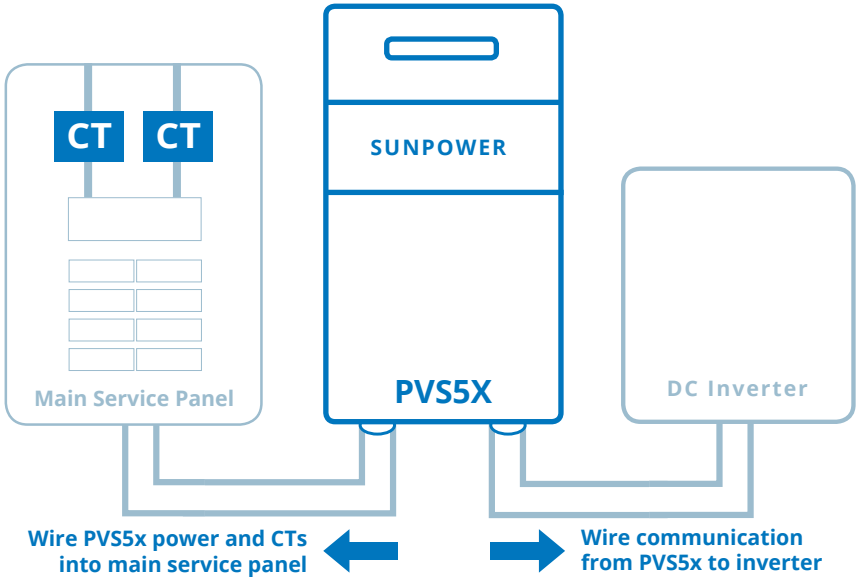 CT CT
SUNPOWER
Main Service Panel
PVS5X
DC Inverter
Wire PVS5x power and CTs
into main service panel
Wire communication
from PVS5x to inverter